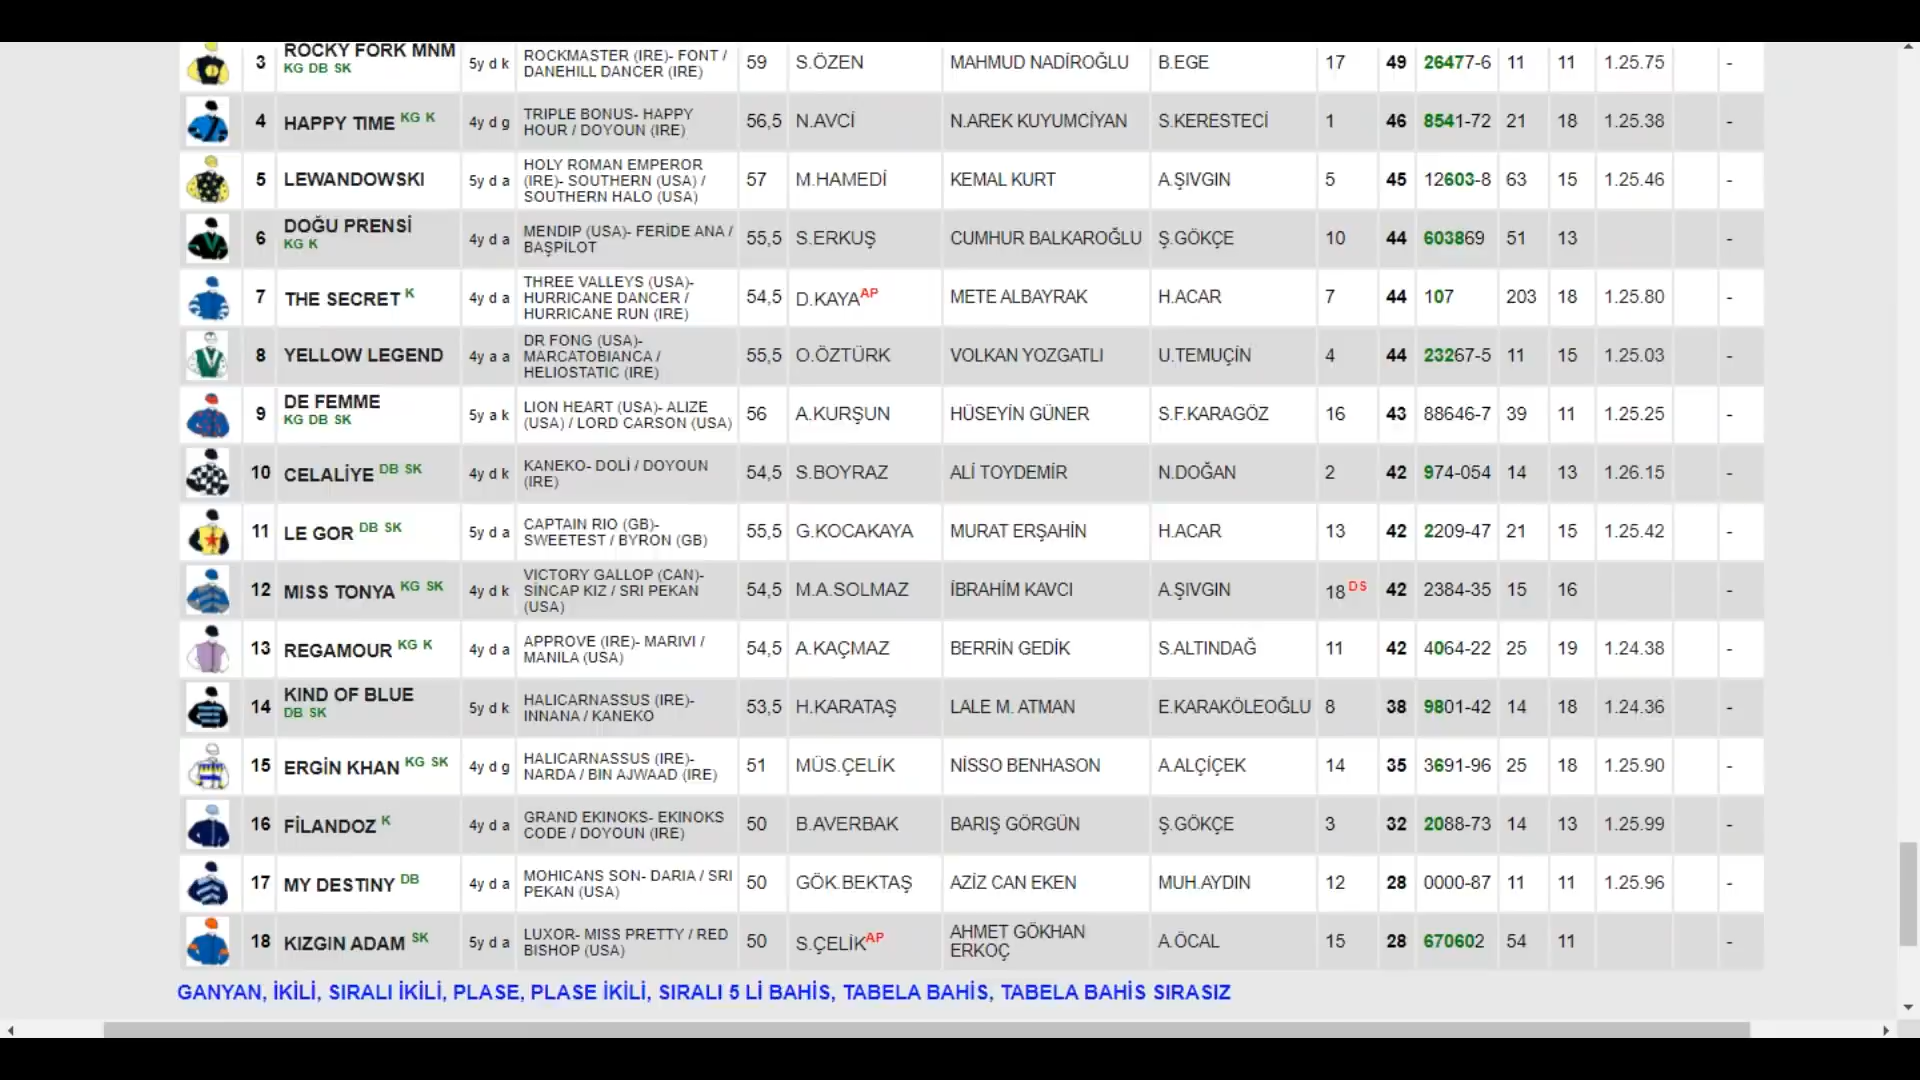 3 ROCKY FORK MNM KG DB SK 5y d k ROCKMASTER (IRE)- FONT / DANEHILL DANCER (IRE) 59 S.ÖZEN MAHMUD NADİROĞLU B.EGE 17 49 26477-6 11 11 1.25.75 -
4 HAPPY TIME KG K 4y d g TRIPLE BONUS- HAPPY HOUR / DOYOUN (IRE) 56,5 N.AVCİ N.AREK KUYUMCİYAN S.KERESTECİ 1 46 8541-72 21 18 1.25.38 -
5 LEWANDOWSKI 5y d a HOLY ROMAN EMPEROR (IRE)- SOUTHERN (USA) / SOUTHERN HALO (USA) 57 M.HAMEDİ KEMAL KURT A.ŞIVGIN 5 45 12603-8 63 15 1.25.46 -
6 DOĞU PRENSİ KG K 4y d a MENDIP (USA)- FERİDE ANA / BAŞPİLOT 55,5 S.ERKUŞ CUMHUR BALKAROĞLU Ş.GÖKÇE 10 44 603869 51 13 -
7 THE SECRET K 4y d a THREE VALLEYS (USA)- HURRICANE DANCER / HURRICANE RUN (IRE) 54,5 D.KAYA AP METE ALBAYRAK H.ACAR 7 44 107 203 18 1.25.80 -
8 YELLOW LEGEND 4y a a DR FONG (USA)- MARCATOBIANCA / HELIOSTATIC (IRE) 55,5 O.ÖZTÜRK VOLKAN YOZGATLI U.TEMUÇİN 4 44 23267-5 11 15 1.25.03 -
9 DE FEMME KG DB SK 5y a k LION HEART (USA)- ALIZE (USA) / LORD CARSON (USA) 56 A.KURŞUN HÜSEYİN GÜNER S.F.KARAGÖZ 16 43 88646-7 39 11 1.25.25 -
10 CELALİYE DB SK 4y d k KANEKO- DOLİ / DOYOUN (IRE) 54,5 S.BOYRAZ ALİ TOYDEMİR N.DOĞAN 2 42 974-054 14 13 1.26.15 -
11 LE GOR DB SK 5y d a CAPTAIN RIO (GB)- SWEETEST / BYRON (GB) 55,5 G.KOCAKAYA MURAT ERŞAHİN H.ACAR 13 42 2209-47 21 15 1.25.42 -
12 MISS TONYA KG SK 4y d k VICTORY GALLOP (CAN)- SİNCAP KIZ / SRI PEKAN (USA) 54,5 M.A.SOLMAZ İBRAHİM KAVCI A.ŞIVGIN 18 DS 42 2384-35 15 16 -
13 REGAMOUR KG K 4y d a APPROVE (IRE)- MARIVI / MANILA (USA) 54,5 A.KAÇMAZ BERRİN GEDİK S.ALTINDAĞ 11 42 4064-22 25 19 1.24.38 -
14 KIND OF BLUE DB SK 5y d k HALICARNASSUS (IRE)- INNANA / KANEKO 53,5 H.KARATAŞ LALE M. ATMAN E.KARAKÖLEOĞLU 8 38 9801-42 14 18 1.24.36 -
15 ERGİN KHAN KG SK 4y d g HALICARNASSUS (IRE)- NARDA / BIN AJWAAD (IRE) 51 MÜS.ÇELİK NİSSO BENHASON A.ALÇİÇEK 14 35 3691-96 25 18 1.25.90 -
16 FİLANDOZ K 4y d a GRAND EKINOKS- EKINOKS CODE / DOYOUN (IRE) 50 B.AVERBAK BARIŞ GÖRGÜN Ş.GÖKÇE 3 32 2088-73 14 13 1.25.99 -
17 MY DESTINY DB 4y d a MOHICANS SON- DARIA / SRI PEKAN (USA) 50 GÖK.BEKTAŞ AZİZ CAN EKEN MUH.AYDIN 12 28 0000-87 11 11 1.25.96 -
18 KIZGIN ADAM SK 5y d a LUXOR- MISS PRETTY / RED BISHOP (USA) 50 S.ÇELİK AP AHMET GÖKHAN ERKOÇ A.ÖCAL 15 28 670602 54 11 -
GANYAN, İKİLİ, SIRALI İKİLİ, PLASE, PLASE İKİLİ, SIRALI 5 Lİ BAHİS, TABELA BAHİS, TABELA BAHİS SIRASIZ